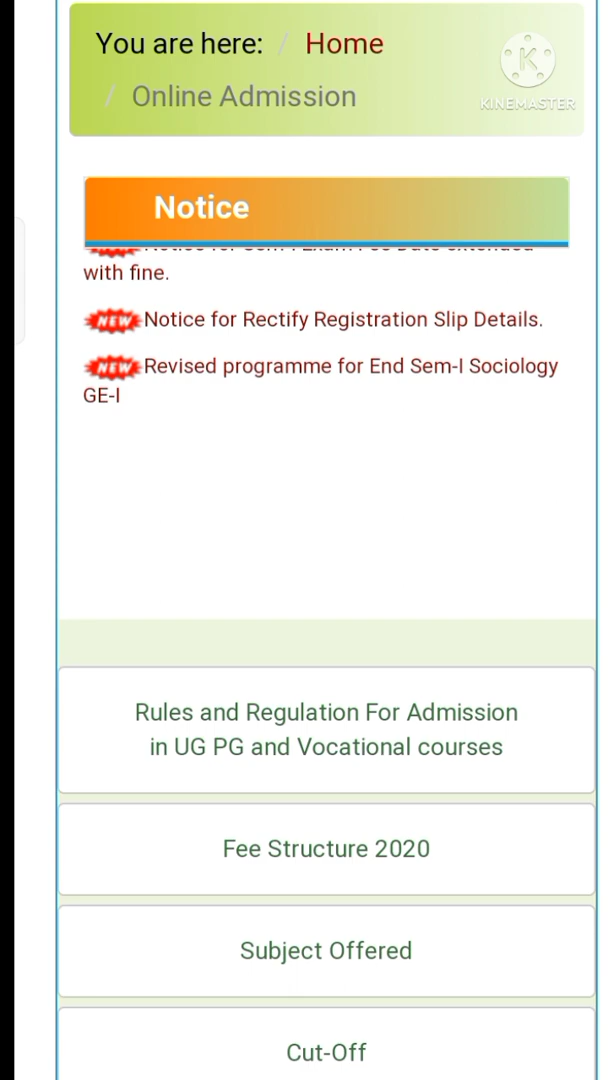 You are here: / Home
/ Online Admission
KINEMASTER
Notice
with fine.
NEW Notice for Rectify Registration Slip Details.
NEW Revised programme for End Sem-I Sociology
GE-I
Rules and Regulation For Admission
in UG PG and Vocational courses
Fee Structure 2020
Subject Offered
Cut-Off